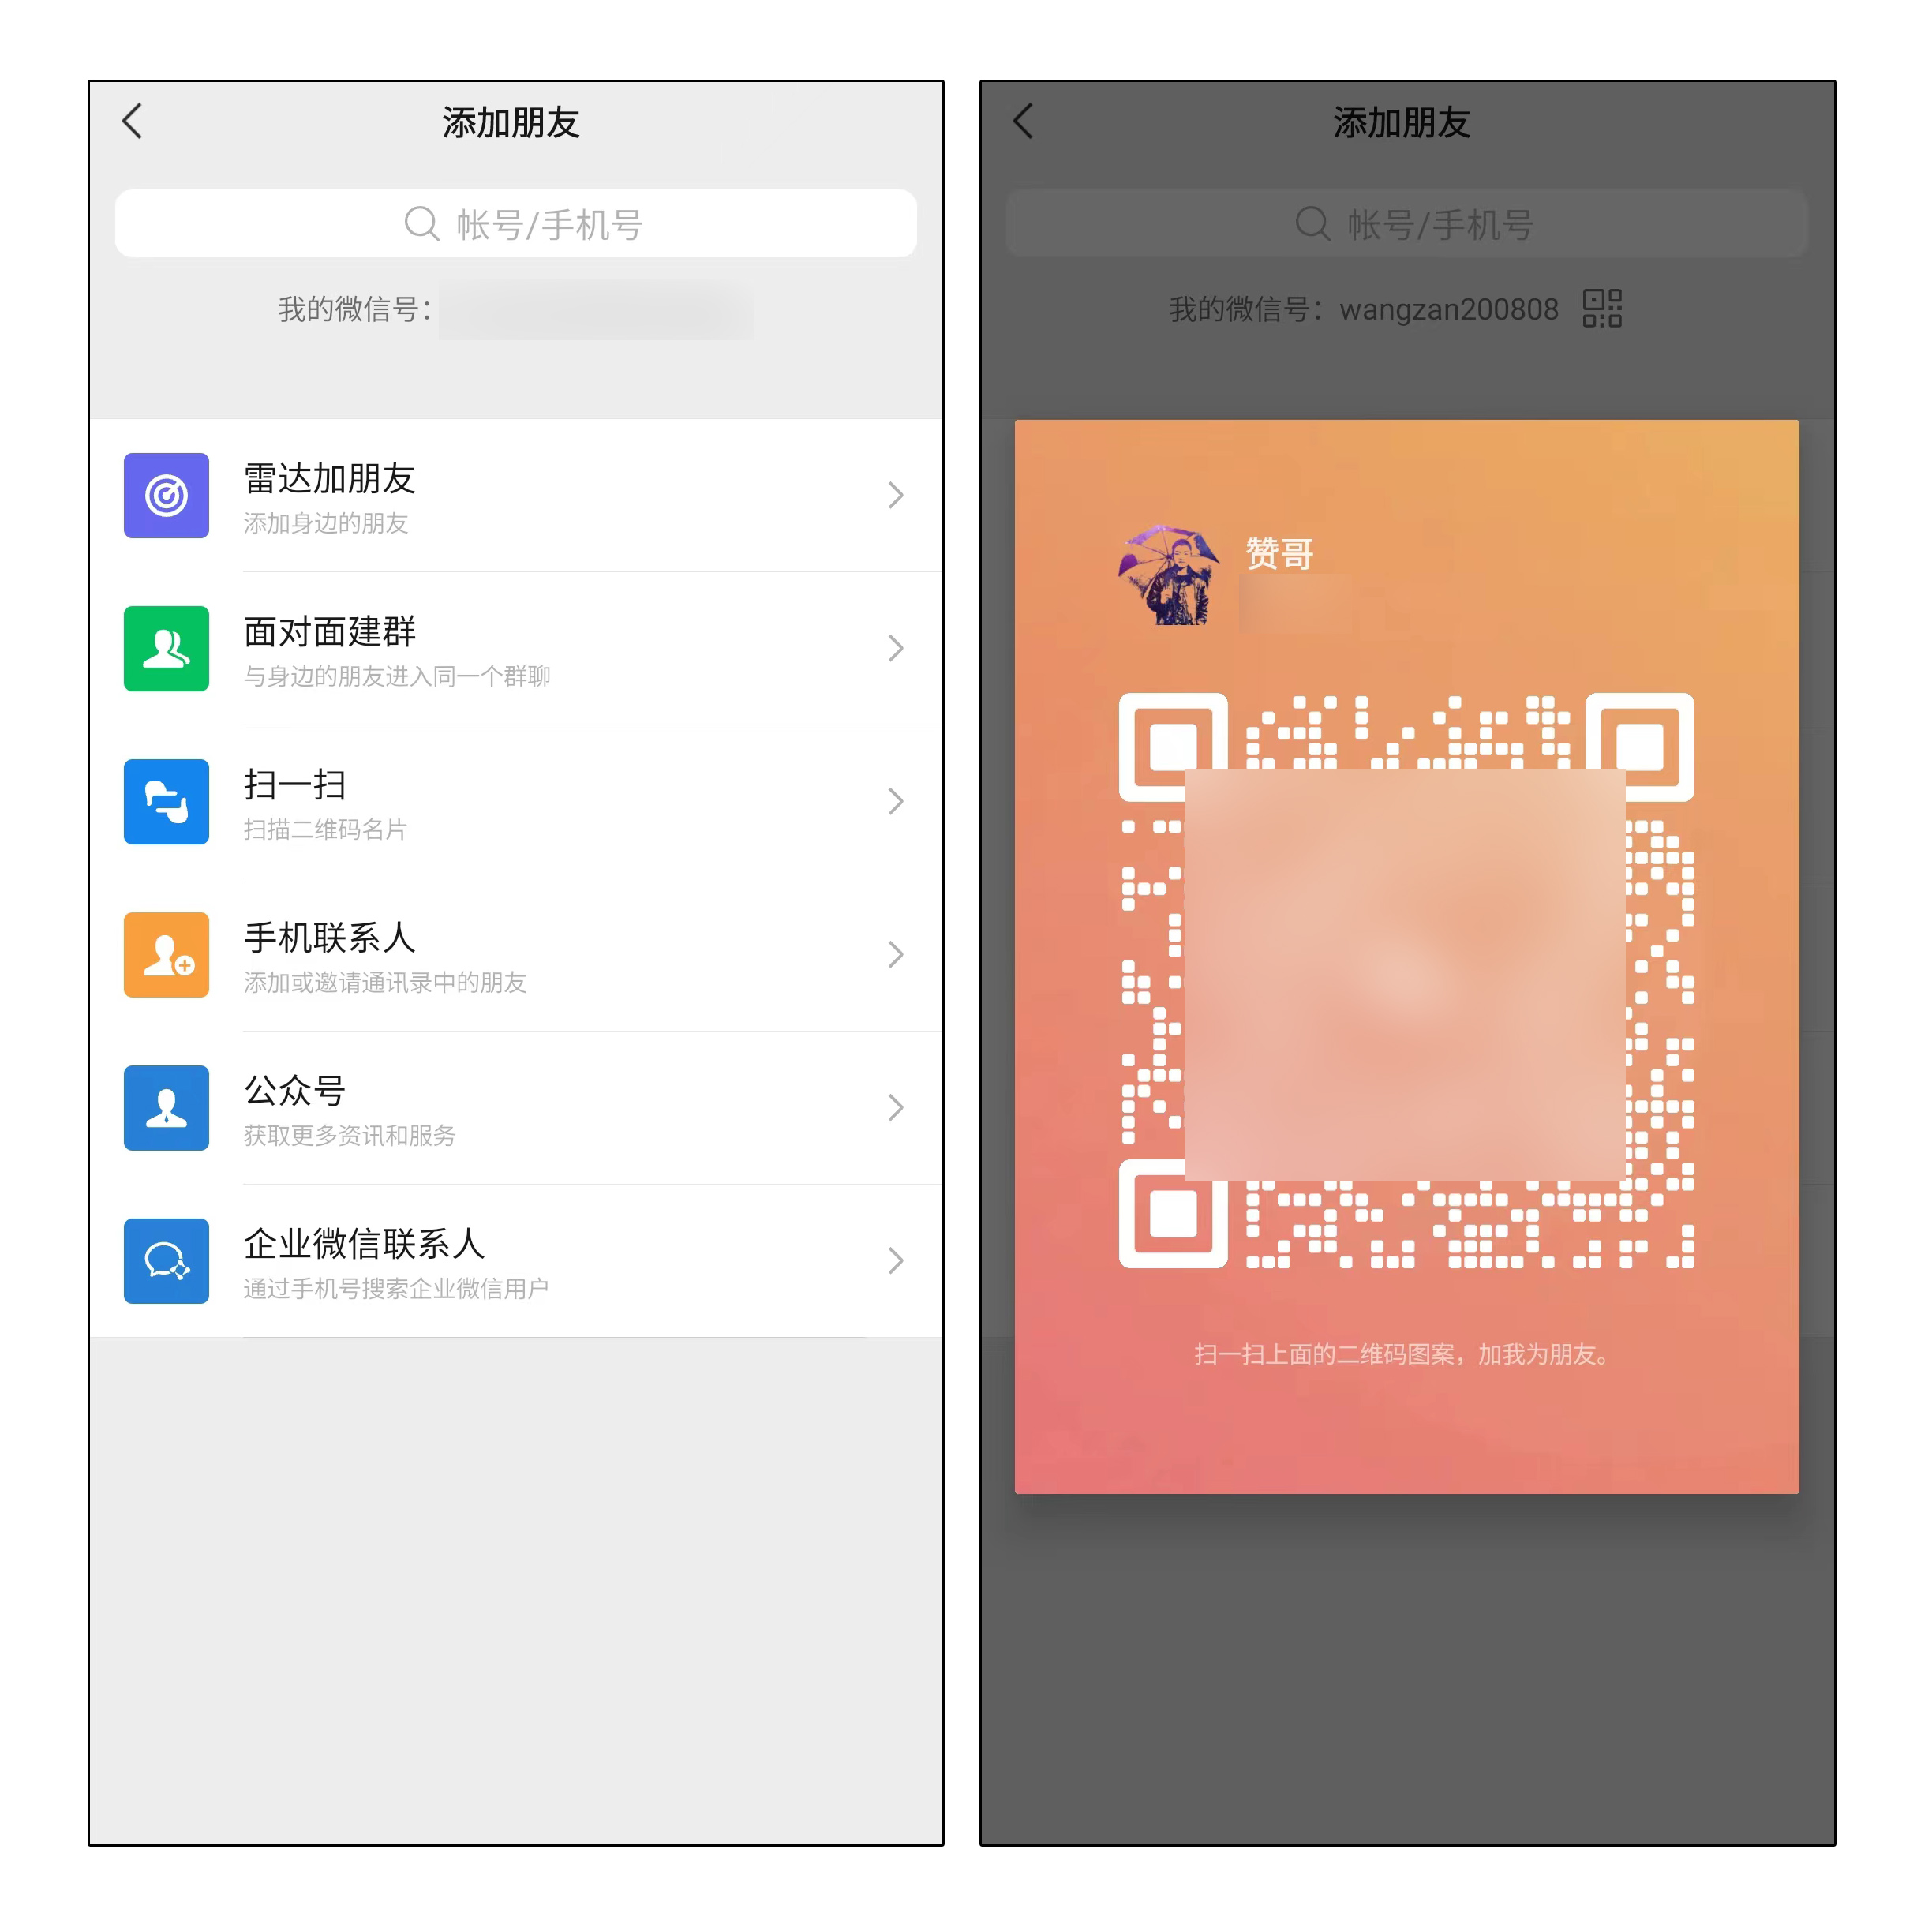 添加朋友
帐号/手机号
我的微信号：
雷达加朋友
添加身边的朋友
面对面建群
与身边的朋友进入同一个群聊
扫一扫
扫描二维码名片
手机联系人
添加或邀请通讯录中的朋友
公众号
获取更多资讯和服务
企业微信联系人
通过手机号搜索企业微信用户
添加朋友
帐号/手机号
我的微信号：wangzan200808
赞哥
扫一扫上面的二维码图案，加我为朋友。